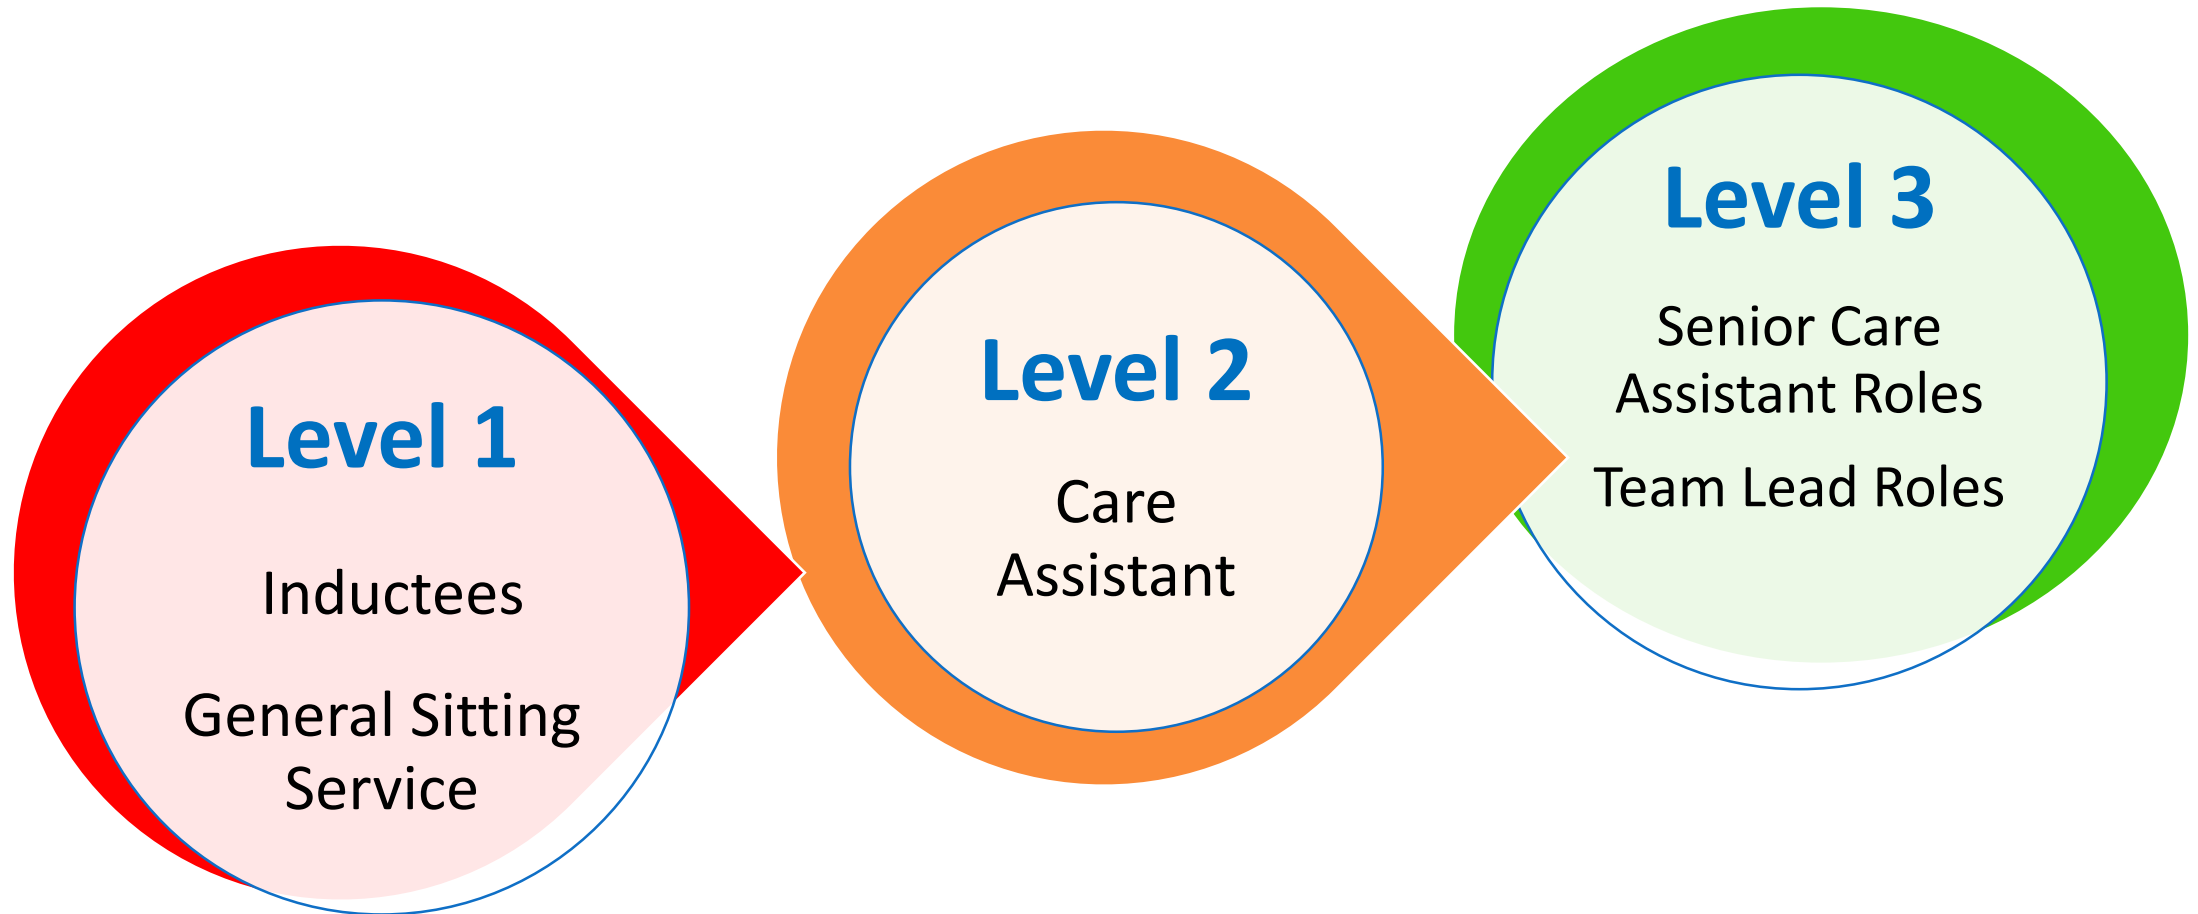 Level 1
Inductees
General Sitting
Service
Level 2
Care
Assistant
Level 3
Senior Care
Assistant Roles
Team Lead Roles